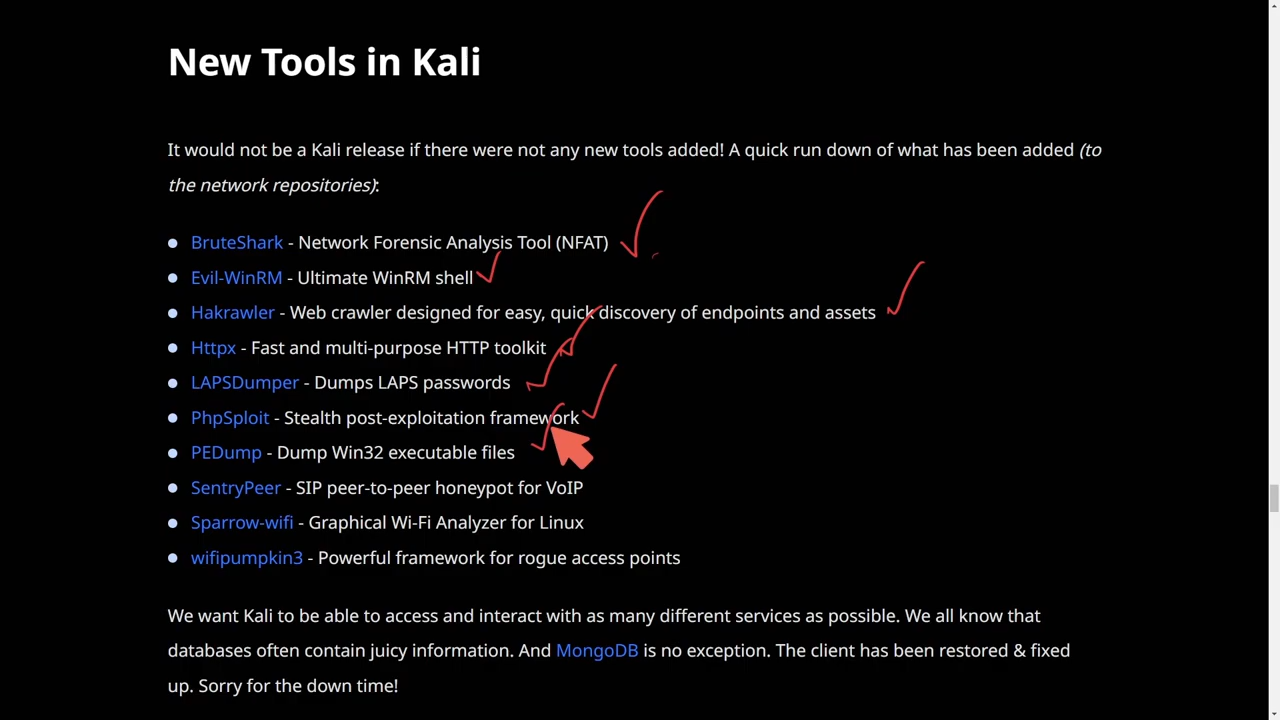 New Tools in Kali
It would not be a Kali release if there were not any new tools added! A quick run down of what has been added (to
the network repositories):
BruteShark - Network Forensic Analysis Tool (NFAT)
Evil-WinRM - Ultimate WinRM shell
Hakrawler - Web crawler designed for easy, quick discovery of endpoints and assets
Httpx - Fast and multi-purpose HTTP toolkit
LAPSDumper - Dumps LAPS passwords
PhpSploit - Stealth post-exploitation framework
PEDump - Dump Win32 executable files
SentryPeer - SIP peer-to-peer honeypot for VoIP
Sparrow-wifi - Graphical Wi-Fi Analyzer for Linux
wifipumpkin3 - Powerful framework for rogue access points
We want Kali to be able to access and interact with as many different services as possible. We all know that
databases often contain juicy information. And MongoDB is no exception. The client has been restored & fixed
up. Sorry for the down time!